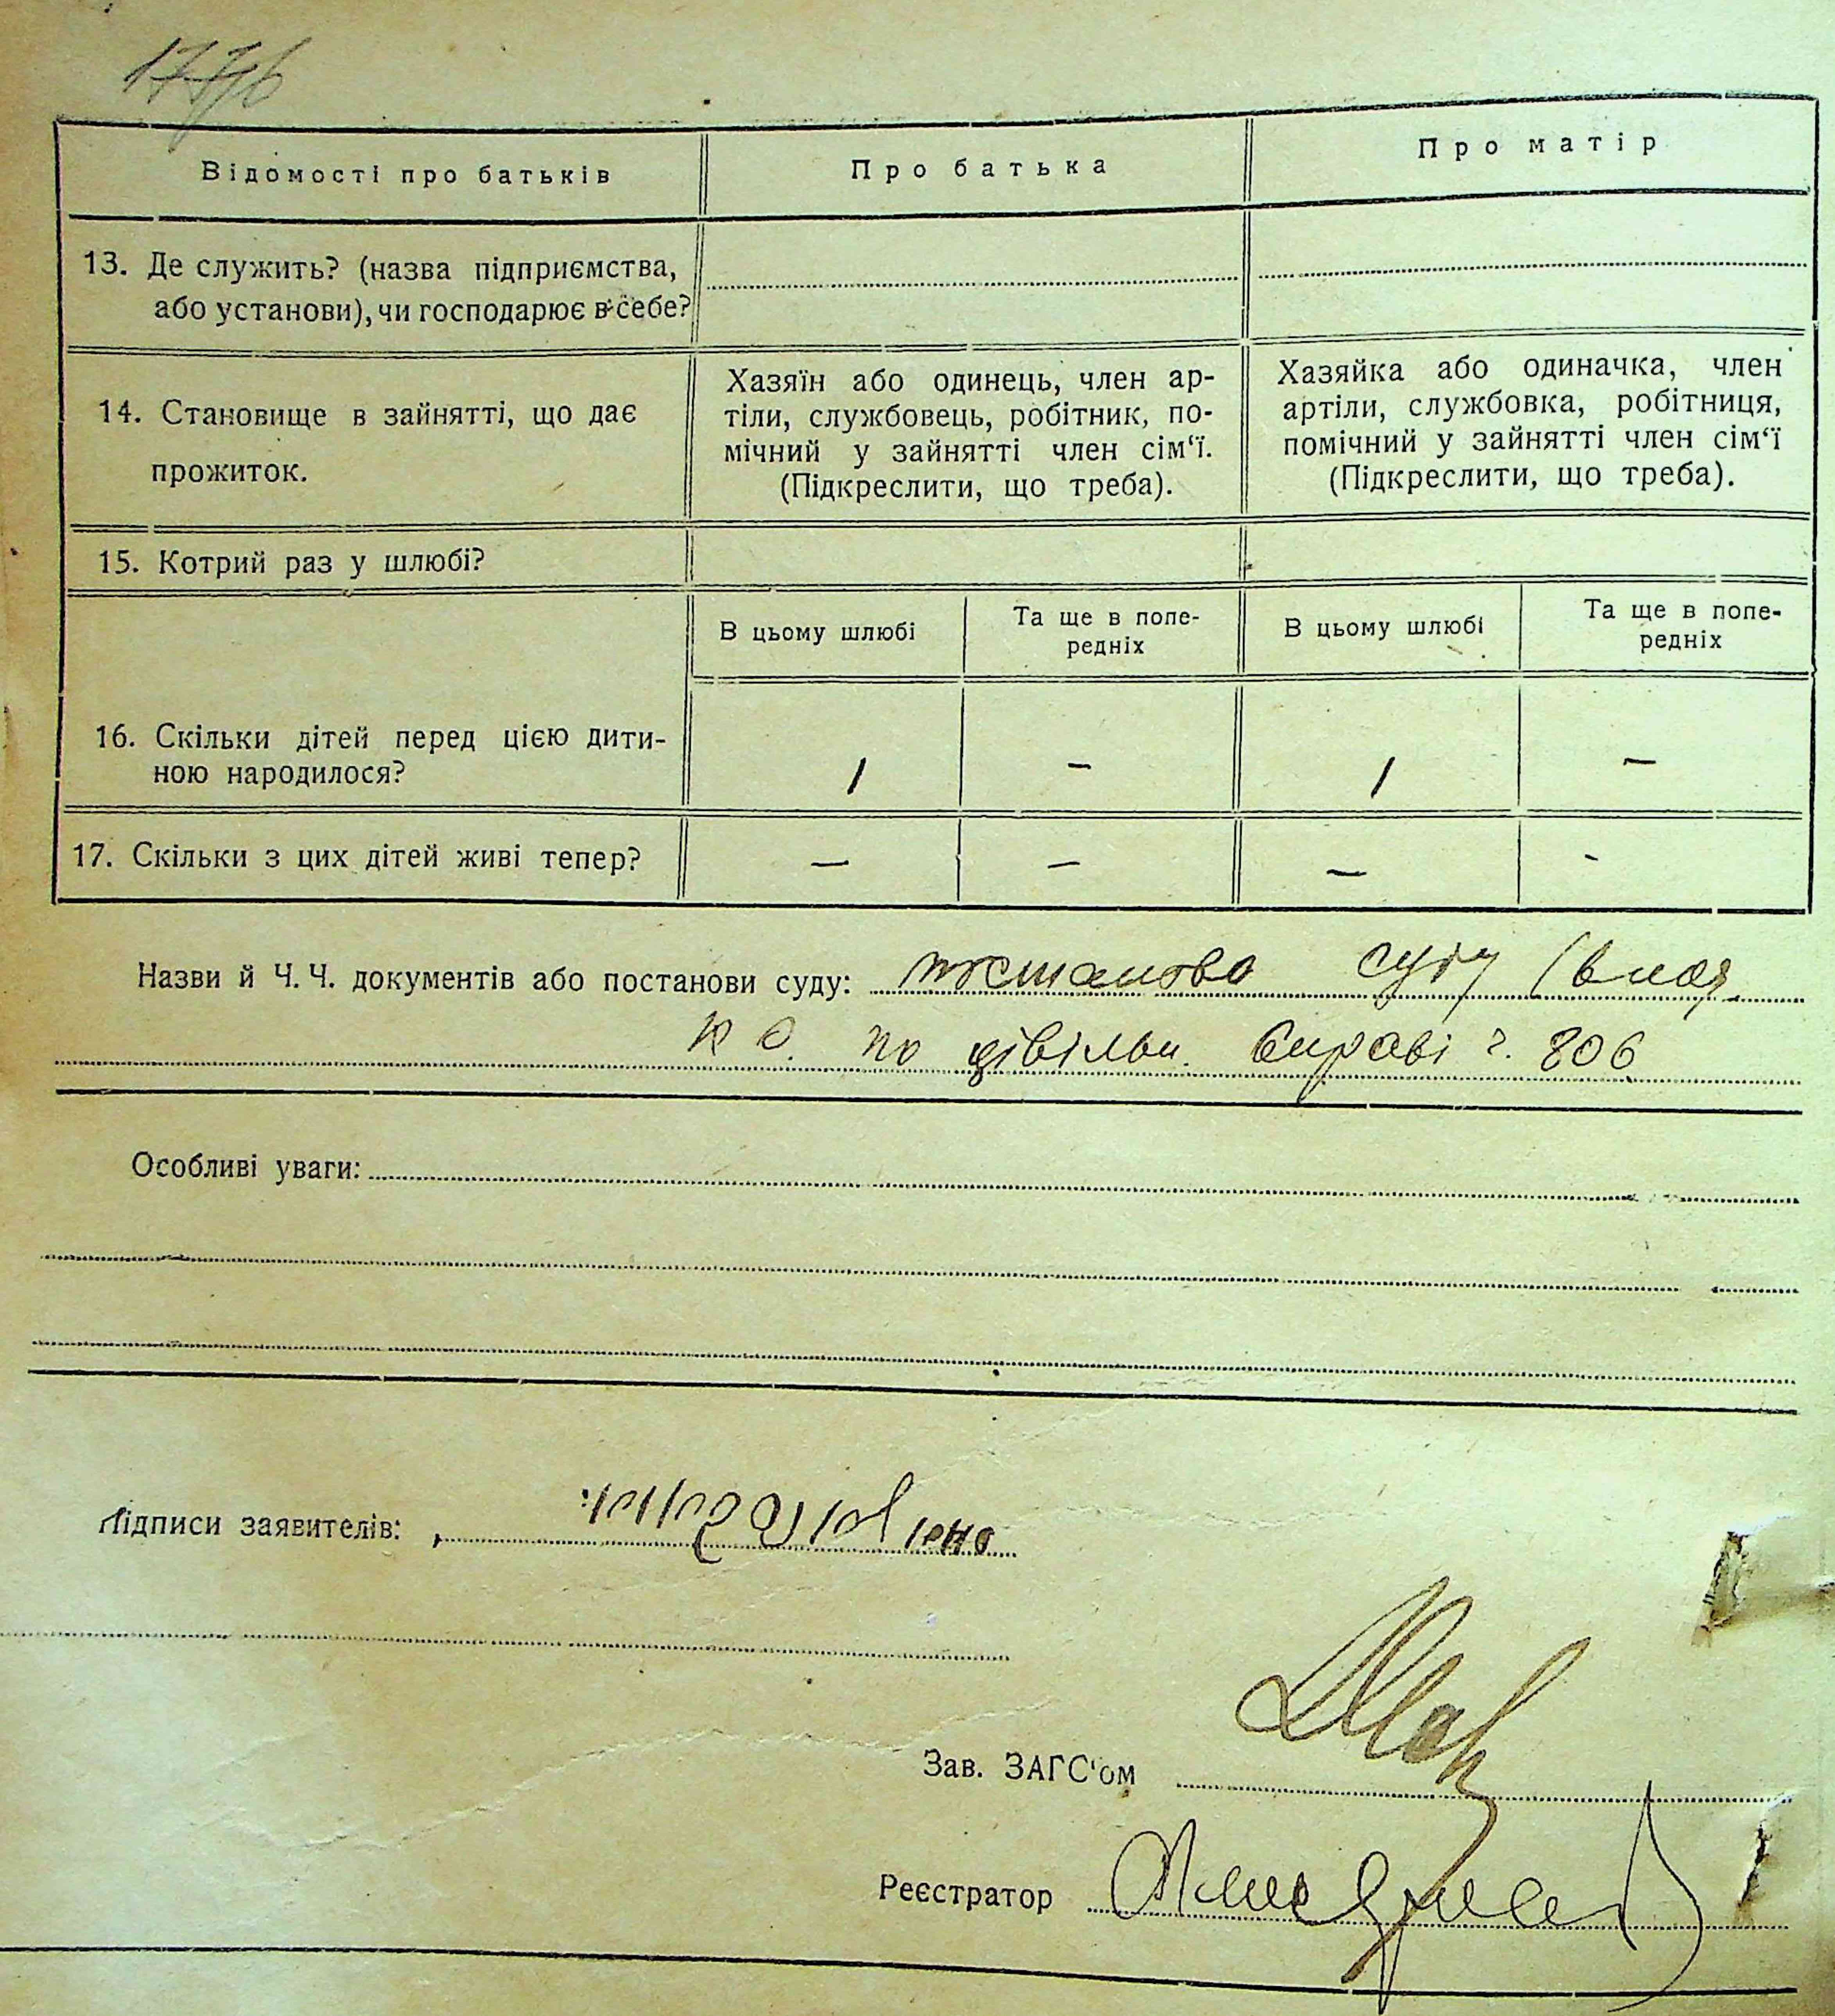 Відомості про батьків
Про батька
Про матір
13. Де служить? (назва підприємства,
або установи), чи господарює в себе?
14. Становище в зайнятті, що дає
прожиток.
Хазяїн або одинець, член ар-
тіли, службовець, робітник, по-
мічний у зайнятті член сім‘ї.
(Підкреслити, що треба).
Хазяйка або одиначка, член
артіли, службовка, робітниця,
помічний у зайнятті член сім‘ї
(Підкреслити, що треба).
15. Котрий раз у шлюбі?
В цьому шлюбі
Та ще в попе-
редніх
В цьому шлюбі
Та ще в попе-
редніх
16. Скільки дітей перед цією дити-
ною народилося?
1 – 1 –
17. Скільки з цих дітей живі тепер?
– – – -
Назви й Ч. Ч. документів або постанови суду: постанова суду
по цівільн. справі ч. 806
Особливі уваги:
Підписи заявителів:
Зав. ЗАГС'ом
Реєстратор